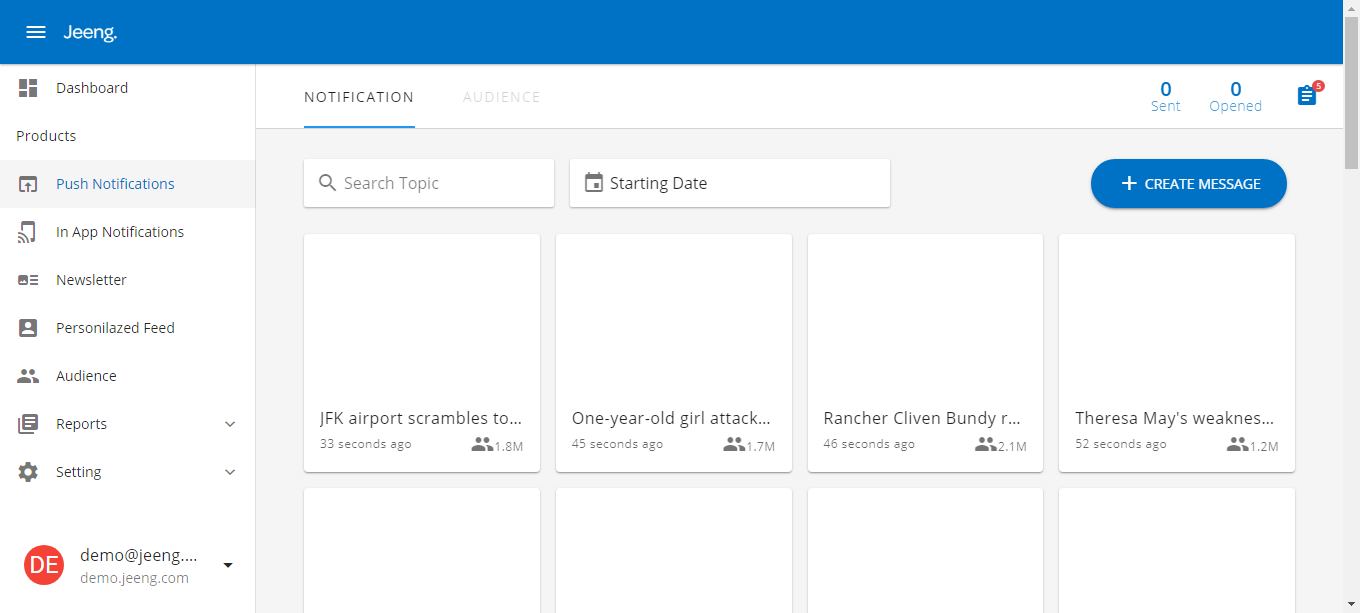 Jeeng.
Dashboard
Products
Push Notifications
In App Notifications
Newsletter
Personilazed Feed
Audience
Reports
Setting
DE
demo@jeeng....
demo.jeeng.com
NOTIFICATION AUDIENCE
0 Sent
0 Opened
5
Search Topic
Starting Date
CREATE MESSAGE
JFK airport scrambles to...
33 seconds ago 1.8M
One-year-old girl attack...
45 seconds ago 1.7M
Rancher Cliven Bundy r...
46 seconds ago 2.1M
Theresa May's weaknes...
52 seconds ago 1.2M